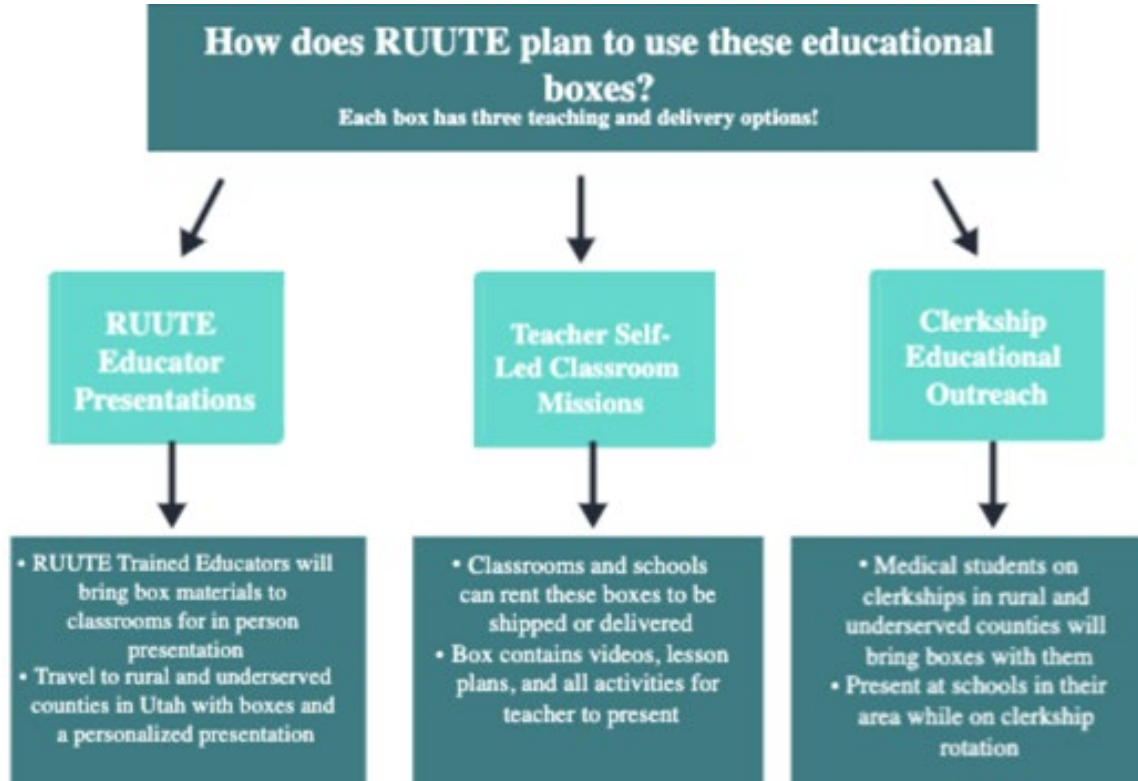 How does RUUTE plan to use these educational
boxes?
Each box has three teaching and delivery options!
RUUTE
Educator
Presentations
Teacher Self-
Led Classroom
Missions
Clerkship
Educational
Outreach
• RUUTE Trained Educators will
bring box materials to
classrooms for in person
presentation
• Travel to rural and underserved
counties in Utah with boxes and
a personalized presentation
• Classrooms and schools
can rent these boxes to be
shipped or delivered
• Box contains videos, lesson
plans, and all activities for
teacher to present
• Medical students on
clerkships in rural and
underserved counties will
bring boxes with them
• Present at schools in their
area while on clerkship
rotation